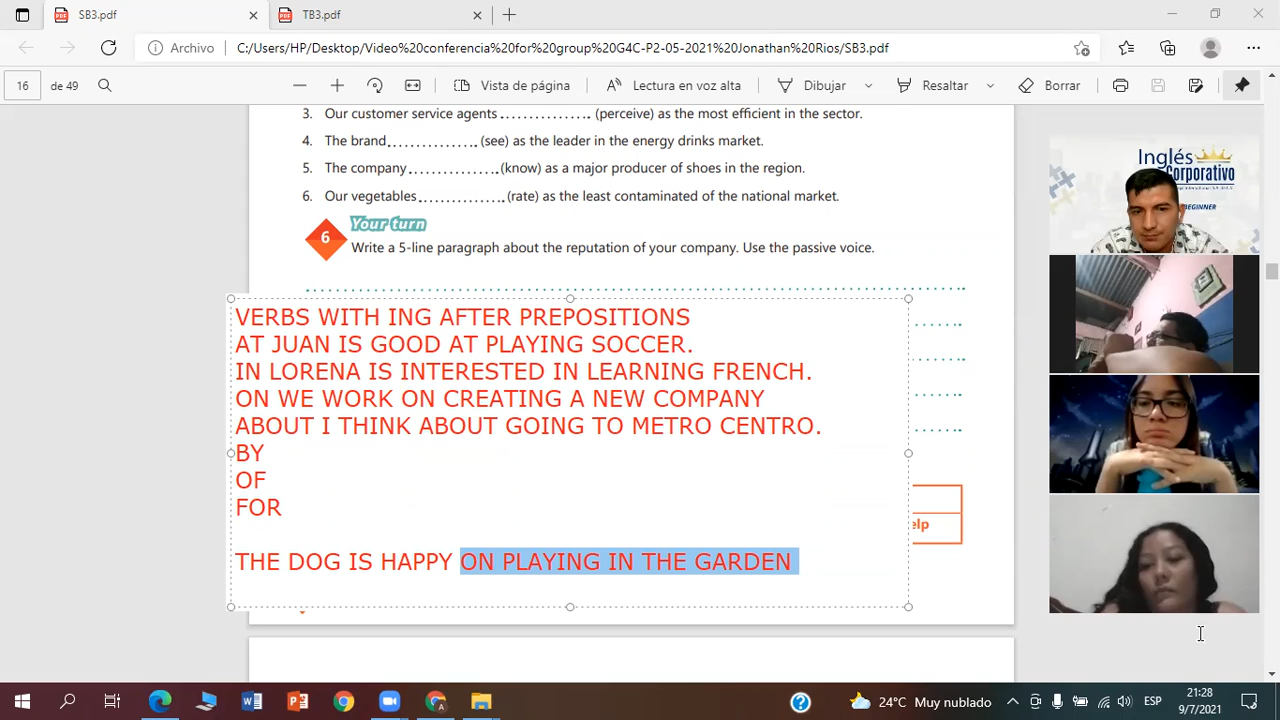 SB3.pdf
TB3.pdf
Archivo
C:/Users/HP/Desktop/Video%20conferencia%20for%20group%20G4C-P2-05-2021%20Jonathan%20Rios/SB3.pdf
16 de 49
Vista de página
Lectura en voz alta
Dibujar
Resaltar
Borrar
3. Our customer service agents .............. (perceive) as the most efficient in the sector.
4. The brand .............. (see) as the leader in the energy drinks market.
5. The company .............. (know) as a major producer of shoes in the region.
6. Our vegetables .............. (rate) as the least contaminated of the national market.
6 Your turn
Write a 5-line paragraph about the reputation of your company. Use the passive voice.
VERBS WITH ING AFTER PREPOSITIONS
AT JUAN IS GOOD AT PLAYING SOCCER.
IN LORENA IS INTERESTED IN LEARNING FRENCH.
ON WE WORK ON CREATING A NEW COMPANY
ABOUT I THINK ABOUT GOING TO METRO CENTRO.
BY
OF
FOR
THE DOG IS HAPPY ON PLAYING IN THE GARDEN
elp
Inglés
Corporativo
BEGINNER
24°C Muy nublado
ESP
21:28
9/7/2021